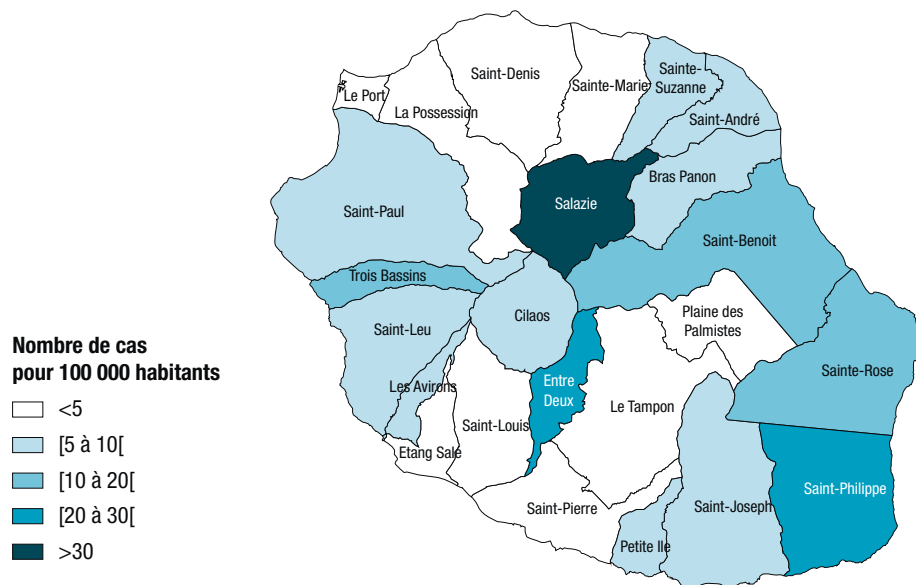 Saint-Denis
Sainte-Marie
Sainte-
Suzanne
Le Port
La Possession
Saint-André
Bras Panon
Salazie
Saint-Paul
Saint-Benoit
Trois Bassins
Plaine des
Palmistes
Cilaos
Saint-Leu
Sainte-Rose
Entre
Deux
Les Avirons
Le Tampon
Saint-Louis
Etang Salé
Saint-Philippe
Saint-Pierre
Saint-Joseph
Petite Ile
Nombre de cas
pour 100 000 habitants
<5
[5 à 10[
[10 à 20[
[20 à 30[
>30